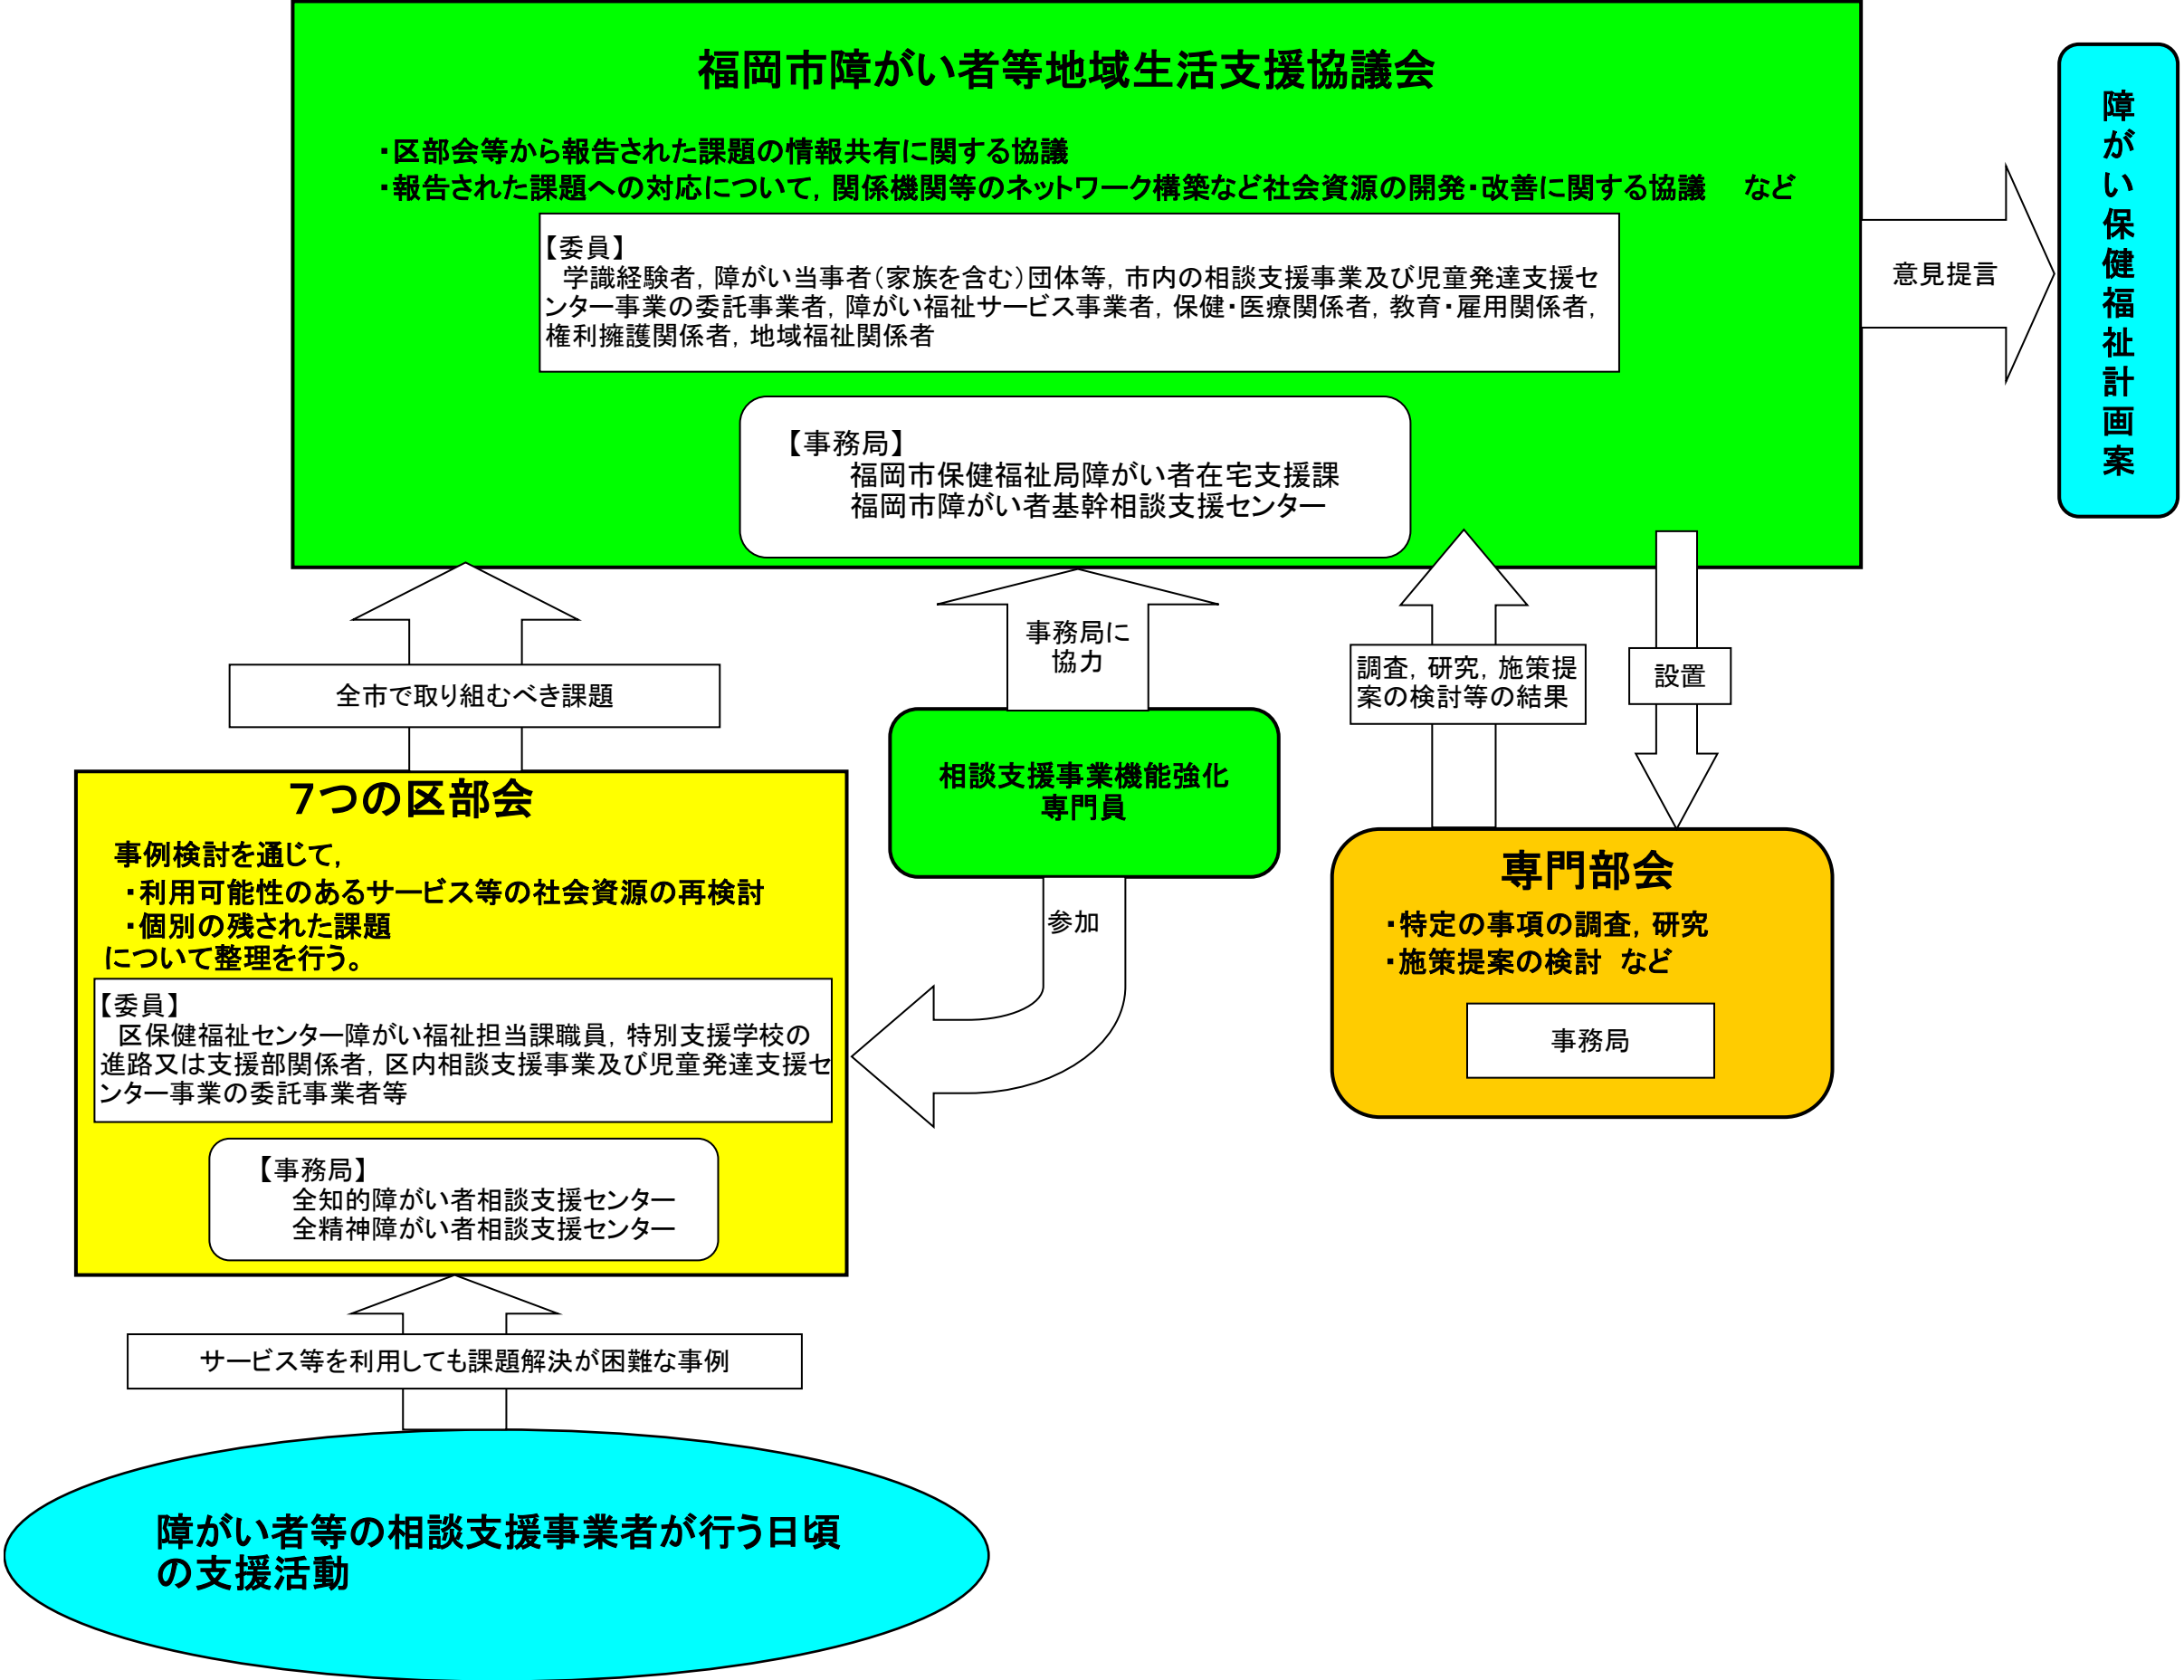 福岡市障がい者等地域生活支援協議会
・区部会等から報告された課題の情報共有に関する協議
・報告された課題への対応について，関係機関等のネットワーク構築など社会資源の開発・改善に関する協議　など
【委員】
学識経験者，障がい当事者（家族を含む）団体等，市内の相談支援事業及び児童発達支援セ
ンター事業の委託事業者，障がい福祉サービス事業者，保健・医療関係者，教育・雇用関係者，
権利擁護関係者，地域福祉関係者
【事務局】
福岡市保健福祉局障がい者在宅支援課
福岡市障がい者基幹相談支援センター
意見提言
障がい保健福祉計画案
全市で取り組むべき課題
事務局に
協力
調査，研究，施策提
案の検討等の結果
設置
7つの区部会
事例検討を通じて，
・利用可能性のあるサービス等の社会資源の再検討
・個別の残された課題
について整理を行う。
【委員】
区保健福祉センター障がい福祉担当課職員，特別支援学校の
進路又は支援部関係者，区内相談支援事業及び児童発達支援セ
ンター事業の委託事業者等
【事務局】
全知的障がい者相談支援センター
全精神障がい者相談支援センター
相談支援事業機能強化
専門員
参加
専門部会
・特定の事項の調査，研究
・施策提案の検討　など
事務局
サービス等を利用しても課題解決が困難な事例
障がい者等の相談支援事業者が行う日頃
の支援活動